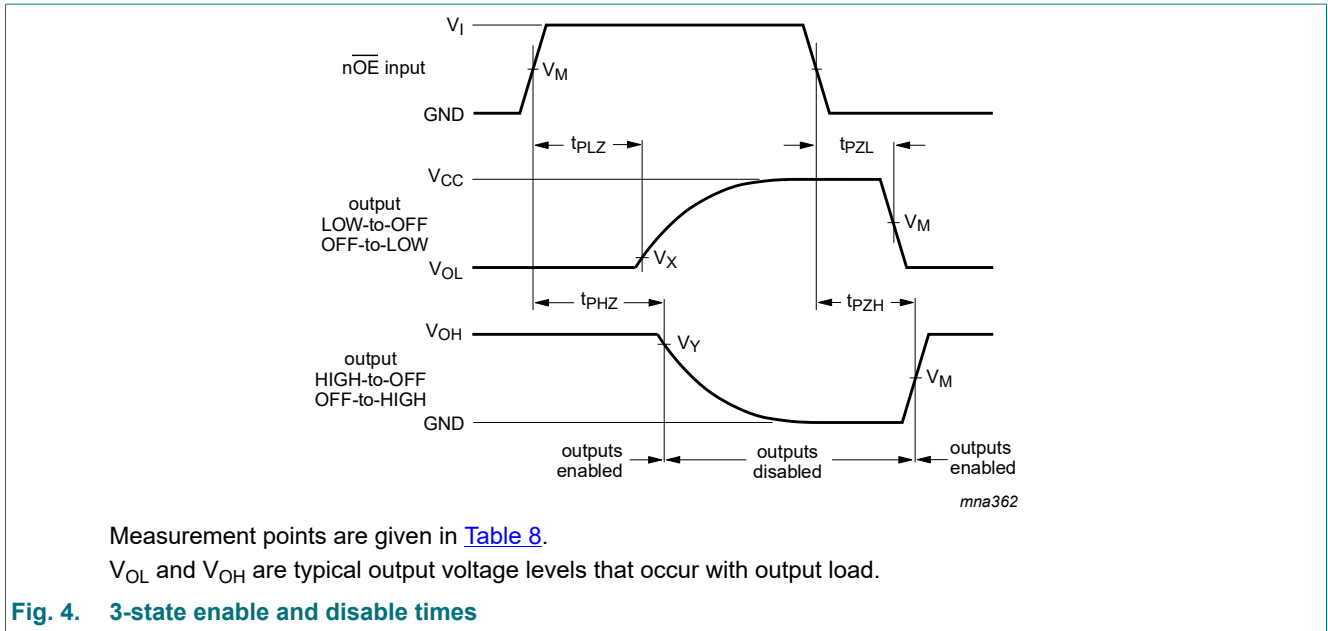 VI
nOE input
VM
GND
tPLZ
tPZL
VCC
output
LOW-to-OFF
OFF-to-LOW
VM
VX
VOL
tPHZ
tPZH
VOH
VY
output
HIGH-to-OFF
OFF-to-HIGH
VM
GND
outputs
enabled
outputs
disabled
outputs
enabled
mna362
Measurement points are given in Table 8.
VOL and VOH are typical output voltage levels that occur with output load.
Fig. 4. 3-state enable and disable times